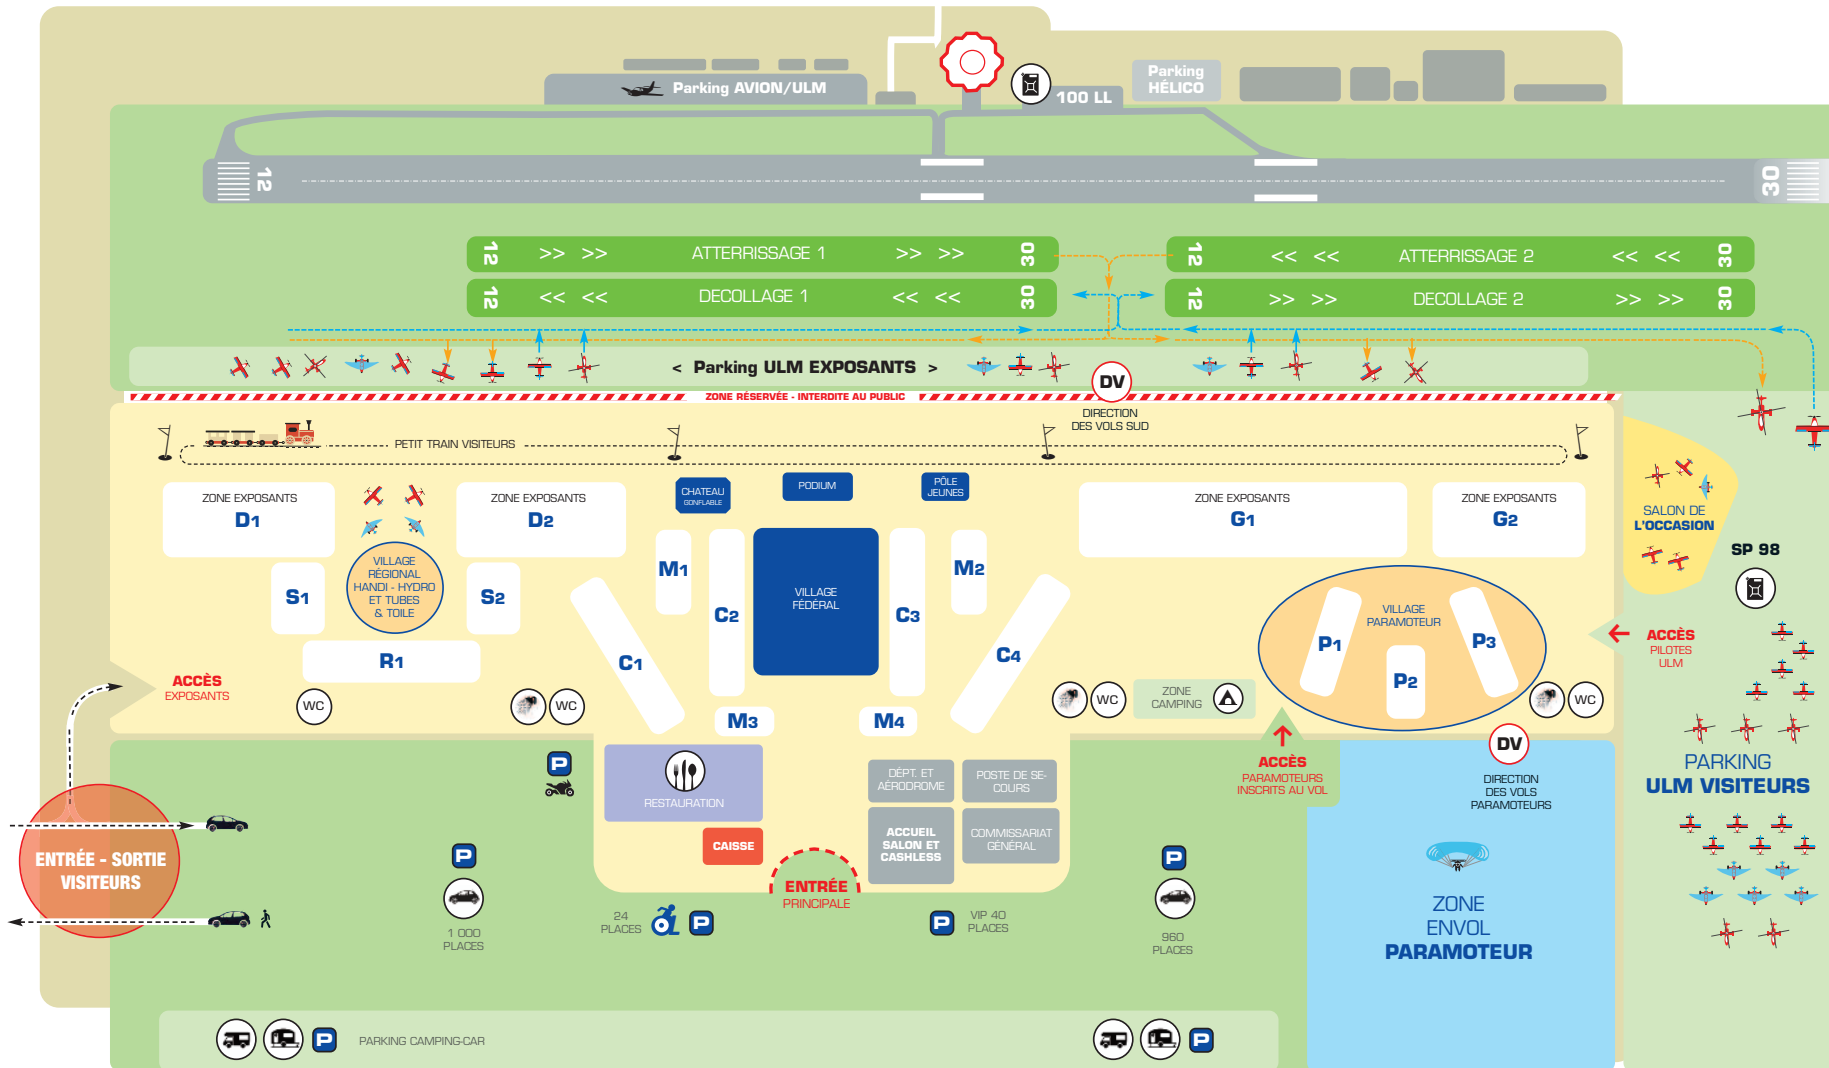 Parking AVION/ULM
100 LL
Parking
HÉLICO
12
30
12 >> >> ATTERRISSAGE 1 >> >> 30
12 << << ATTERRISSAGE 2 << << 30
12 << << DECOLLAGE 1 << << 30
12 >> >> DECOLLAGE 2 >> >> 30
< Parking ULM EXPOSANTS >
DV
ZONE RÉSERVÉE - INTERDITE AU PUBLIC
DIRECTION
DES VOLS SUD
PETIT TRAIN VISITEURS
ZONE EXPOSANTS
D1
ZONE EXPOSANTS
D2
CHATEAU
GONFLABLE
PODIUM
PÔLE
JEUNES
ZONE EXPOSANTS
G1
ZONE EXPOSANTS
G2
SALON DE
L'OCCASION
SP 98
VILLAGE
RÉGIONAL
HANDI - HYDRO
ET TUBES
& TOILE
S1
S2
R1
M1
C2
VILLAGE
FÉDÉRAL
C3
M2
C1
C4
M3
M4
VILLAGE
PARAMOTEUR
P1
P2
P3
ACCÈS
PILOTES
ULM
ACCÈS
EXPOSANTS
WC
WC
WC
ZONE
CAMPING
WC
DV
DIRECTION
DES VOLS
PARAMOTEURS
ACCÈS
PARAMOTEURS
INSCRITS AU VOL
PARKING
ULM VISITEURS
P
RESTAURATION
DÉPT. ET
AÉRODROME
POSTE DE SE-
COURS
CAISSE
ACCUEIL
SALON ET
CASHLESS
COMMISSARIAT
GÉNÉRAL
ENTRÉE - SORTIE
VISITEURS
ENTRÉE
PRINCIPALE
P
1 000
PLACES
24
PLACES
P
P
VIP 40
PLACES
P
960
PLACES
ZONE
ENVOL
PARAMOTEUR
P
PARKING CAMPING-CAR
P